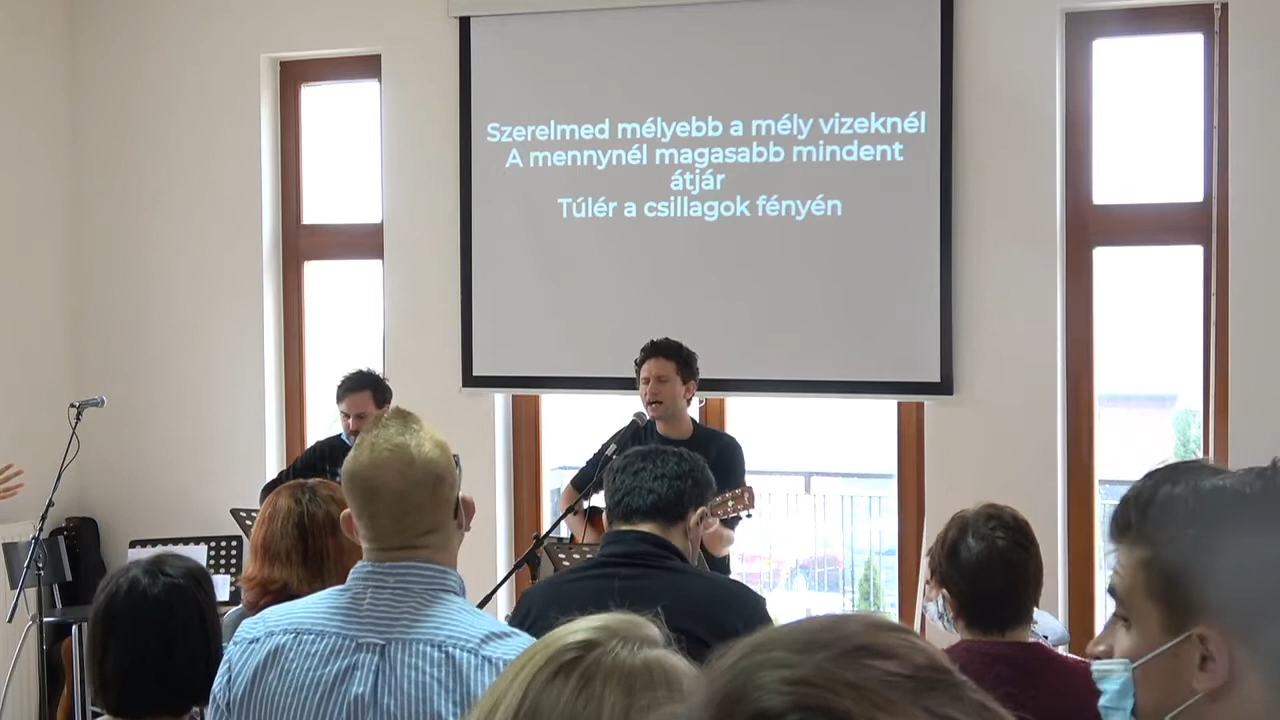 Szerelmed mélyebb a mély vizeknél
A mennynél magasabb mindent
átjár
Túlér a csillagok fényén